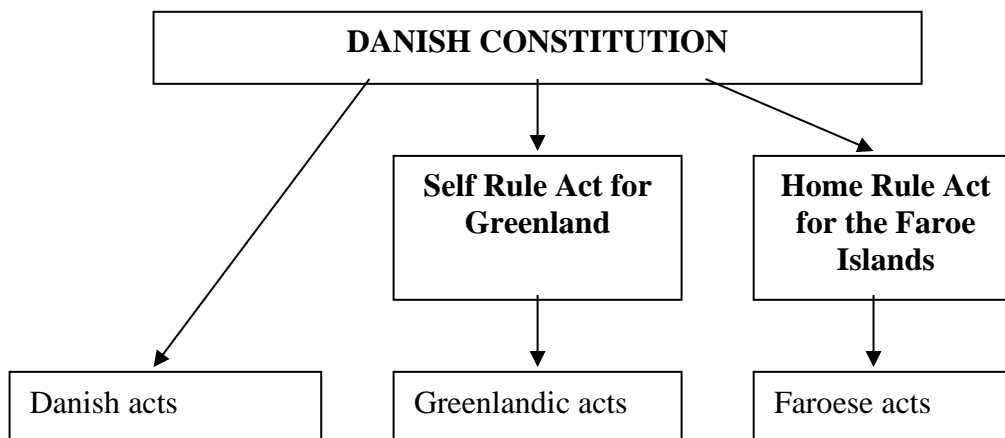 DANISH CONSTITUTION
Self Rule Act for
Greenland
Home Rule Act
for the Faroe
Islands
Danish acts
Greenlandic acts
Faroese acts